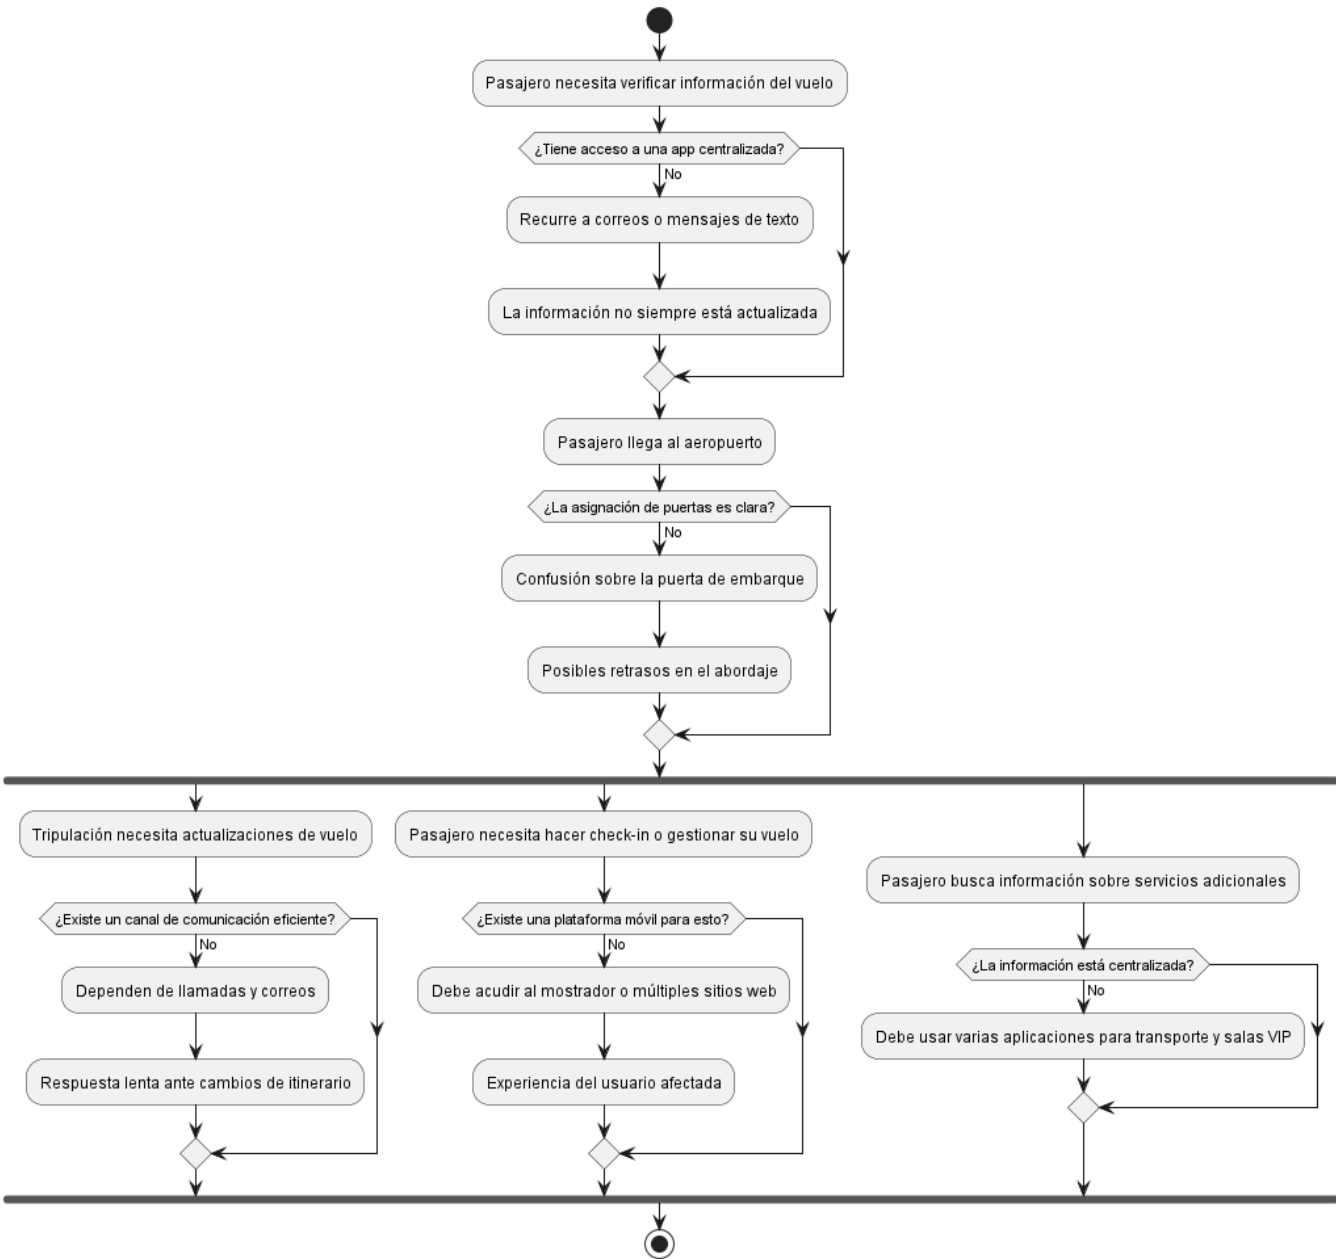 Pasajero necesita verificar información del vuelo
¿Tiene acceso a una app centralizada?
No
Recurre a correos o mensajes de texto
La información no siempre está actualizada
Pasajero llega al aeropuerto
¿La asignación de puertas es clara?
No
Confusión sobre la puerta de embarque
Posibles retrasos en el abordaje
Tripulación necesita actualizaciones de vuelo
¿Existe un canal de comunicación eficiente?
No
Dependen de llamadas y correos
Respuesta lenta ante cambios de itinerario
Pasajero necesita hacer check-in o gestionar su vuelo
¿Existe una plataforma móvil para esto?
No
Debe acudir al mostrador o múltiples sitios web
Experiencia del usuario afectada
Pasajero busca información sobre servicios adicionales
¿La información está centralizada?
No
Debe usar varias aplicaciones para transporte y salas VIP